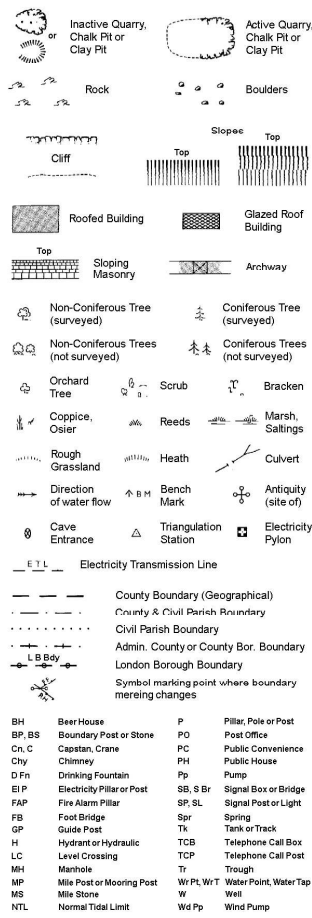 Inactive Quarry,
Chalk Pit or
Clay Pit
or
Active Quarry,
Chalk Pit or
Clay Pit
Rock
Boulders
Slopes
Top
Top
Cliff
Roofed Building
Glazed Roof
Building
Top
Sloping
Masonry
Archway
Non-Coniferous Tree
(surveyed)
Coniferous Tree
(surveyed)
Non-Coniferous Trees
(not surveyed)
Coniferous Trees
(not surveyed)
Orchard
Tree
Scrub
Bracken
Coppice,
Osier
Reeds
Marsh,
Saltings
Rough
Grassland
Heath
Culvert
Direction
of water flow
B M
Bench
Mark
Antiquity
(site of)
Cave
Entrance
Triangulation
Station
Electricity
Pylon
E T L
Electricity Transmission Line
County Boundary (Geographical)
County & Civil Parish Boundary
Civil Parish Boundary
Admin. County or County Bor. Boundary
L B Bdy
London Borough Boundary
Symbol marking point where boundary
mereing changes
BH Beer House P Pillar, Pole or Post
BP, BS Boundary Post or Stone PO Post Office
Cn, C Capstan, Crane PC Public Convenience
Chy Chimney PH Public House
D Fn Drinking Fountain Pp Pump
El P Electricity Pillar or Post SB, S Br Signal Box or Bridge
FAP Fire Alarm Pillar SP, SL Signal Post or Light
FB Foot Bridge Spr Spring
GP Guide Post Tk Tank or Track
H Hydrant or Hydraulic TCB Telephone Call Box
LC Level Crossing TCP Telephone Call Post
MH Manhole Tr Trough
MP Mile Post or Mooring Post Wr Pt, Wr T Water Point, Water Tap
MS Mile Stone W Well
NTL Normal Tidal Limit Wd Pp Wind Pump